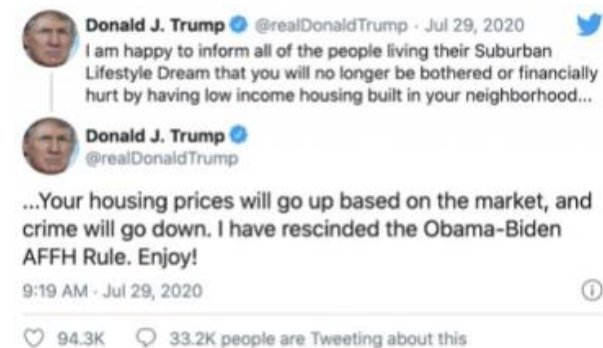 Donald J. Trump @realDonaldTrump · Jul 29, 2020
I am happy to inform all of the people living their Suburban
Lifestyle Dream that you will no longer be bothered or financially
hurt by having low income housing built in your neighborhood...
Donald J. Trump
@realDonaldTrump
...Your housing prices will go up based on the market, and
crime will go down. I have rescinded the Obama-Biden
AFFH Rule. Enjoy!
9:19 AM · Jul 29, 2020
94.3K 33.2K people are Tweeting about this